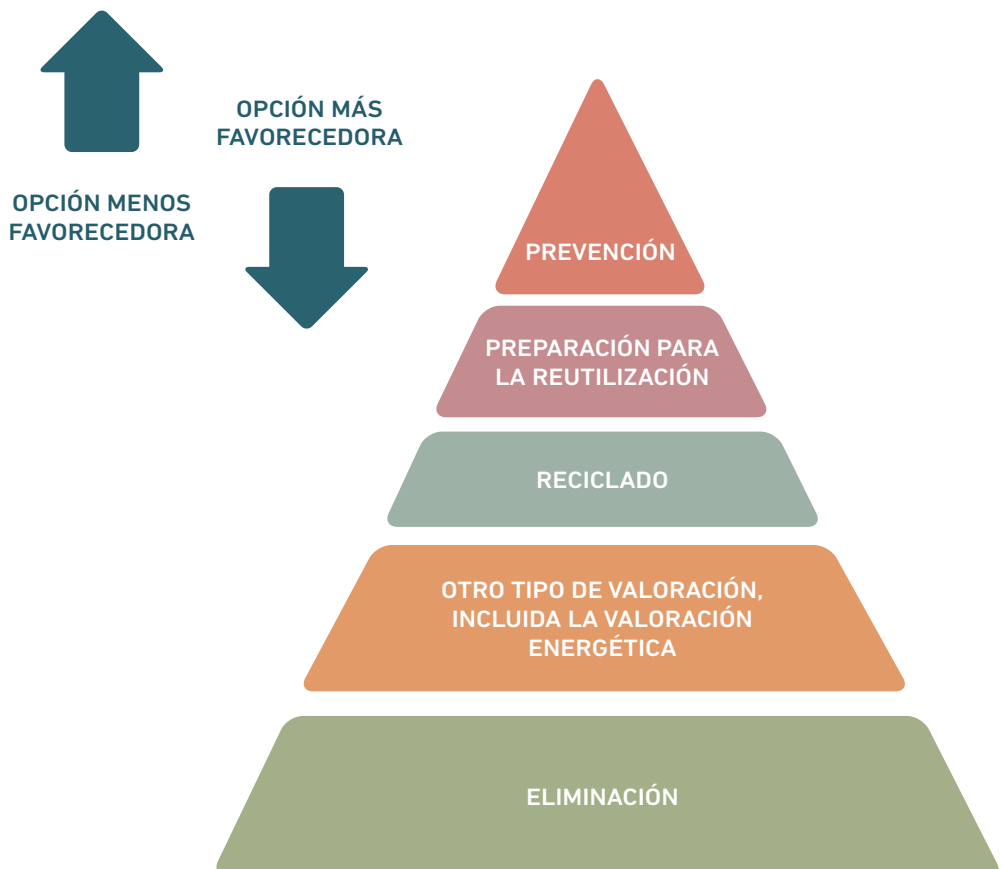 OPCIÓN MÁS
FAVORECEDORA
OPCIÓN MENOS
FAVORECEDORA
PREVENCIÓN
PREPARACIÓN PARA
LA REUTILIZACIÓN
RECICLADO
OTRO TIPO DE VALORACIÓN,
INCLUIDA LA VALORACIÓN
ENERGÉTICA
ELIMINACIÓN